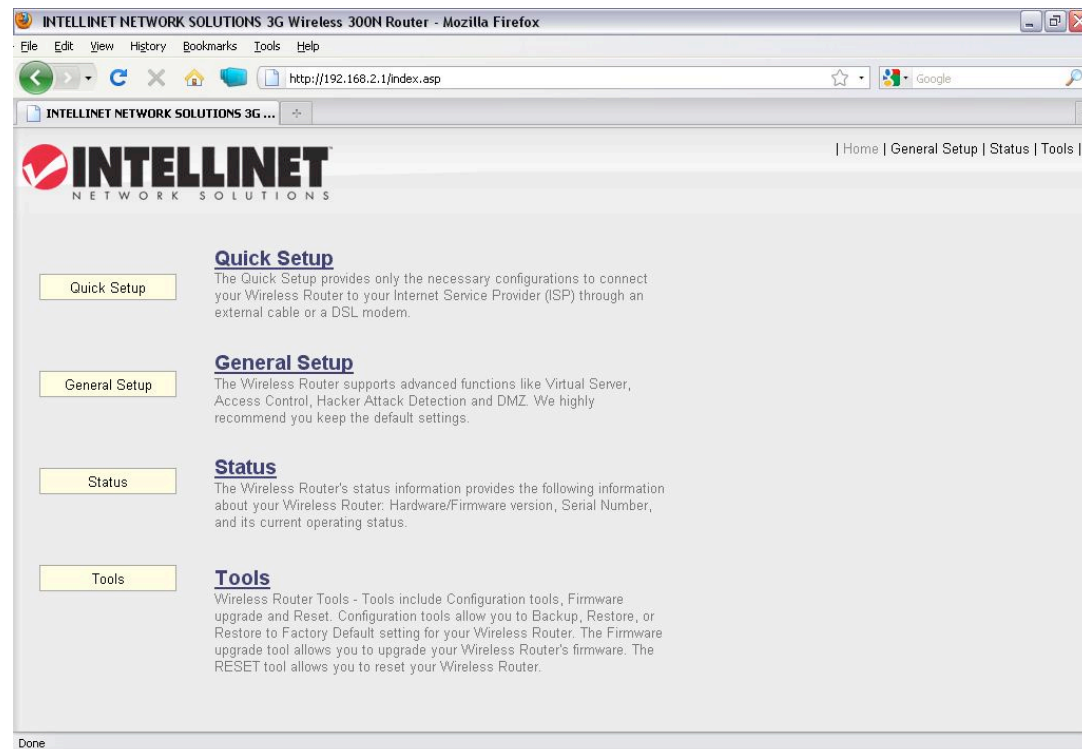 INTELLINET NETWORK SOLUTIONS 3G Wireless 300N Router - Mozilla Firefox
File Edit View History Bookmarks Tools Help
http://192.168.2.1/index.asp
Google
INTELLINET NETWORK SOLUTIONS 3G ...
INTELLINET
NETWORK SOLUTIONS
| Home | General Setup | Status | Tools |
Quick Setup
Quick Setup
The Quick Setup provides only the necessary configurations to connect
your Wireless Router to your Internet Service Provider (ISP) through an
external cable or a DSL modem.
General Setup
General Setup
The Wireless Router supports advanced functions like Virtual Server,
Access Control, Hacker Attack Detection and DMZ. We highly
recommend you keep the default settings.
Status
Status
The Wireless Router's status information provides the following information
about your Wireless Router: Hardware/Firmware version, Serial Number,
and its current operating status.
Tools
Tools
Wireless Router Tools - Tools include Configuration tools, Firmware
upgrade and Reset. Configuration tools allow you to Backup, Restore, or
Restore to Factory Default setting for your Wireless Router. The Firmware
upgrade tool allows you to upgrade your Wireless Router's firmware. The
RESET tool allows you to reset your Wireless Router.
Done